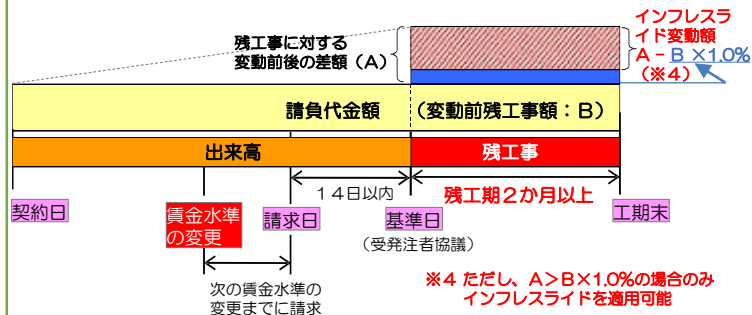 残工事に対する
変動前後の差額（A）
インフレスラ
イド変動額
A - B×1.0%
（※4）
請負代金額　（変動前残工事額：B）
出来高
残工事
14日以内
残工期2か月以上
契約日
賃金水準
の変更
請求日
基準日
工期末
（受発注者協議）
次の賃金水準の
変更までに請求
※4 ただし、A＞B×1.0%の場合のみ
インフレスライドを適用可能